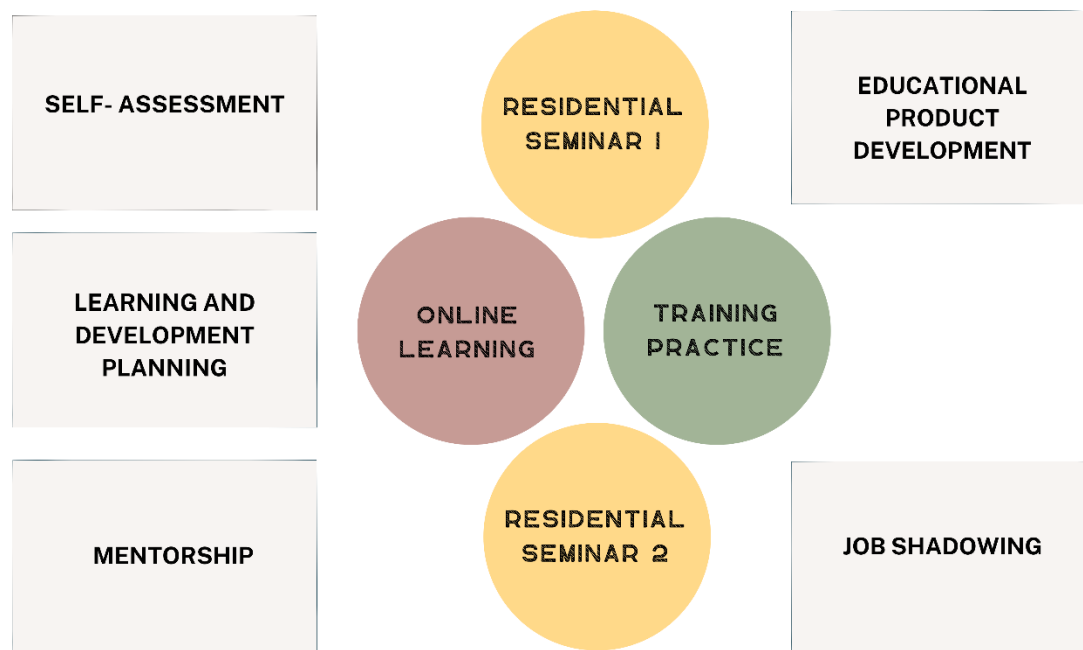 SELF- ASSESSMENT
LEARNING AND
DEVELOPMENT
PLANNING
MENTORSHIP
RESIDENTIAL
SEMINAR 1
ONLINE
LEARNING
TRAINING
PRACTICE
RESIDENTIAL
SEMINAR 2
EDUCATIONAL
PRODUCT
DEVELOPMENT
JOB SHADOWING